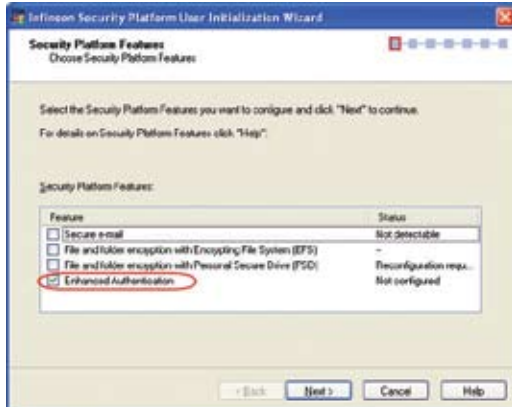 Infineon Security Platform User Initialization Wizard
Security Platform Features
Choose Security Platform Features
Select the Security Platform Features you want to configure and click "Next" to continue.
For details on Security Platform Features click "Help".
Security Platform Features:
Feature Status
Secure e-mail Not detectable
File and folder encryption with Encrypting File System (EFS) -
File and folder encryption with Personal Secure Drive (PSD) Reconfiguration requ...
Enhanced Authentication Not configured
< Back Next > Cancel Help